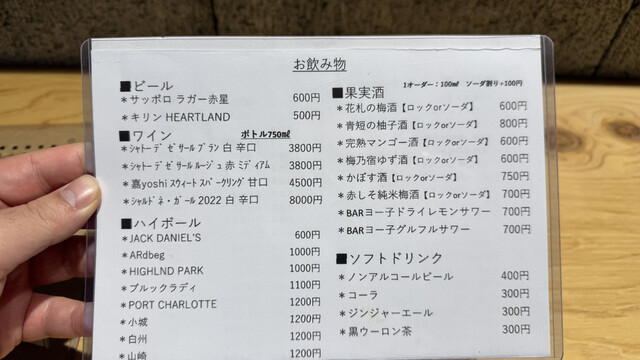 お飲み物
■ビール
＊サッポロ ラガー赤星 600円
＊キリン HEARTLAND 500円
■ワイン ボトル750㎖
＊ｼｬﾄｰ ﾃﾞ ｾﾞｻｰﾙ ﾌﾞﾗﾝ 白 辛口 3800円
＊ｼｬﾄｰ ﾃﾞ ｾﾞｻｰﾙ ﾙｰｼﾞｭ 赤 ﾐﾃﾞｨｱﾑ 3800円
＊嘉yoshi ｽｳｨｰﾄ ｽﾊﾟｰｸﾘﾝｸﾞ 甘口 4500円
＊ｼｬﾙﾄﾞﾈ・ｶﾞｰﾙ 2022 白 辛口 8000円
■ハイボール
＊JACK DANIEL'S 600円
＊ARdbeg 1000円
＊HIGHLND PARK 1000円
＊ブルックラディ 1100円
＊PORT CHARLOTTE 1200円
＊小城 1200円
＊白州 1200円
＊山崎 1200円
■果実酒 1オーダー：100㎖ ソーダ割り+100円
＊花札の梅酒【ロックorソーダ】 600円
＊青短の柚子酒【ロックorソーダ】 800円
＊完熟マンゴー酒【ロックorソーダ】 600円
＊梅乃宿ゆず酒【ロックorソーダ】 600円
＊かぼす酒【ロックorソーダ】 750円
＊赤しそ純米梅酒【ロックorソーダ】 700円
＊BARヨー子ドライレモンサワー 700円
＊BARヨー子グルフルサワー 700円
■ソフトドリンク
＊ノンアルコールビール 400円
＊コーラ 300円
＊ジンジャーエール 300円
＊黒ウーロン茶 300円